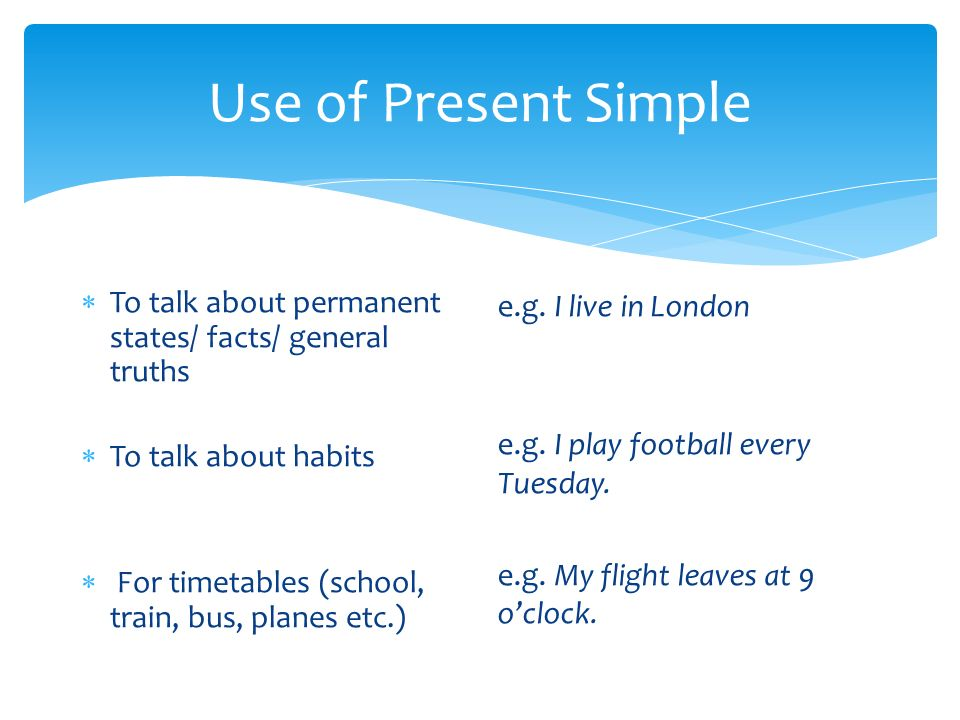 Use of Present Simple
* To talk about permanent
states/ facts/ general
truths
e.g. I live in London
* To talk about habits
e.g. I play football every
Tuesday.
* For timetables (school,
train, bus, planes etc.)
e.g. My flight leaves at 9
o’clock.